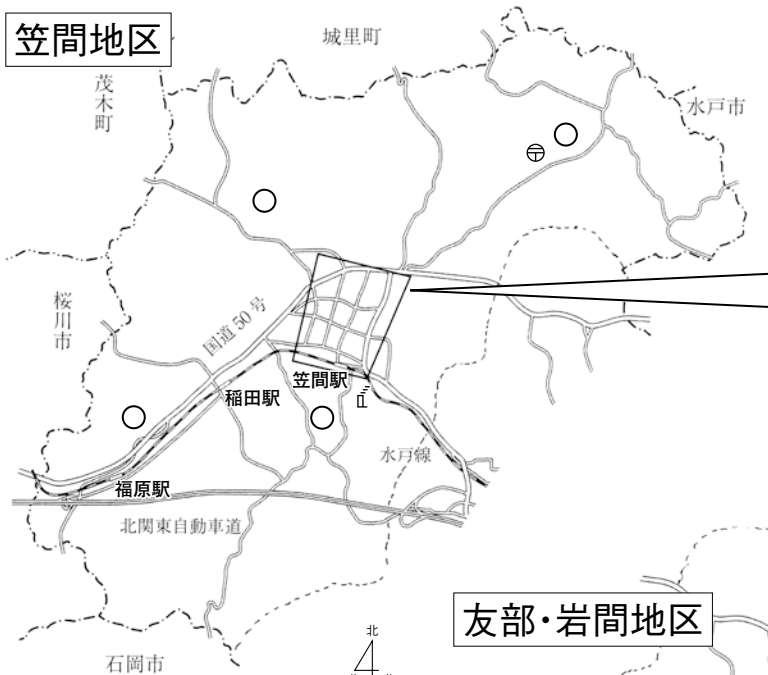 笠間地区
城里町
茂木町
水戸市
桜川市
国道50号
笠間駅
稲田駅
水戸線
福原駅
北関東自動車道
友部・岩間地区
北
石岡市